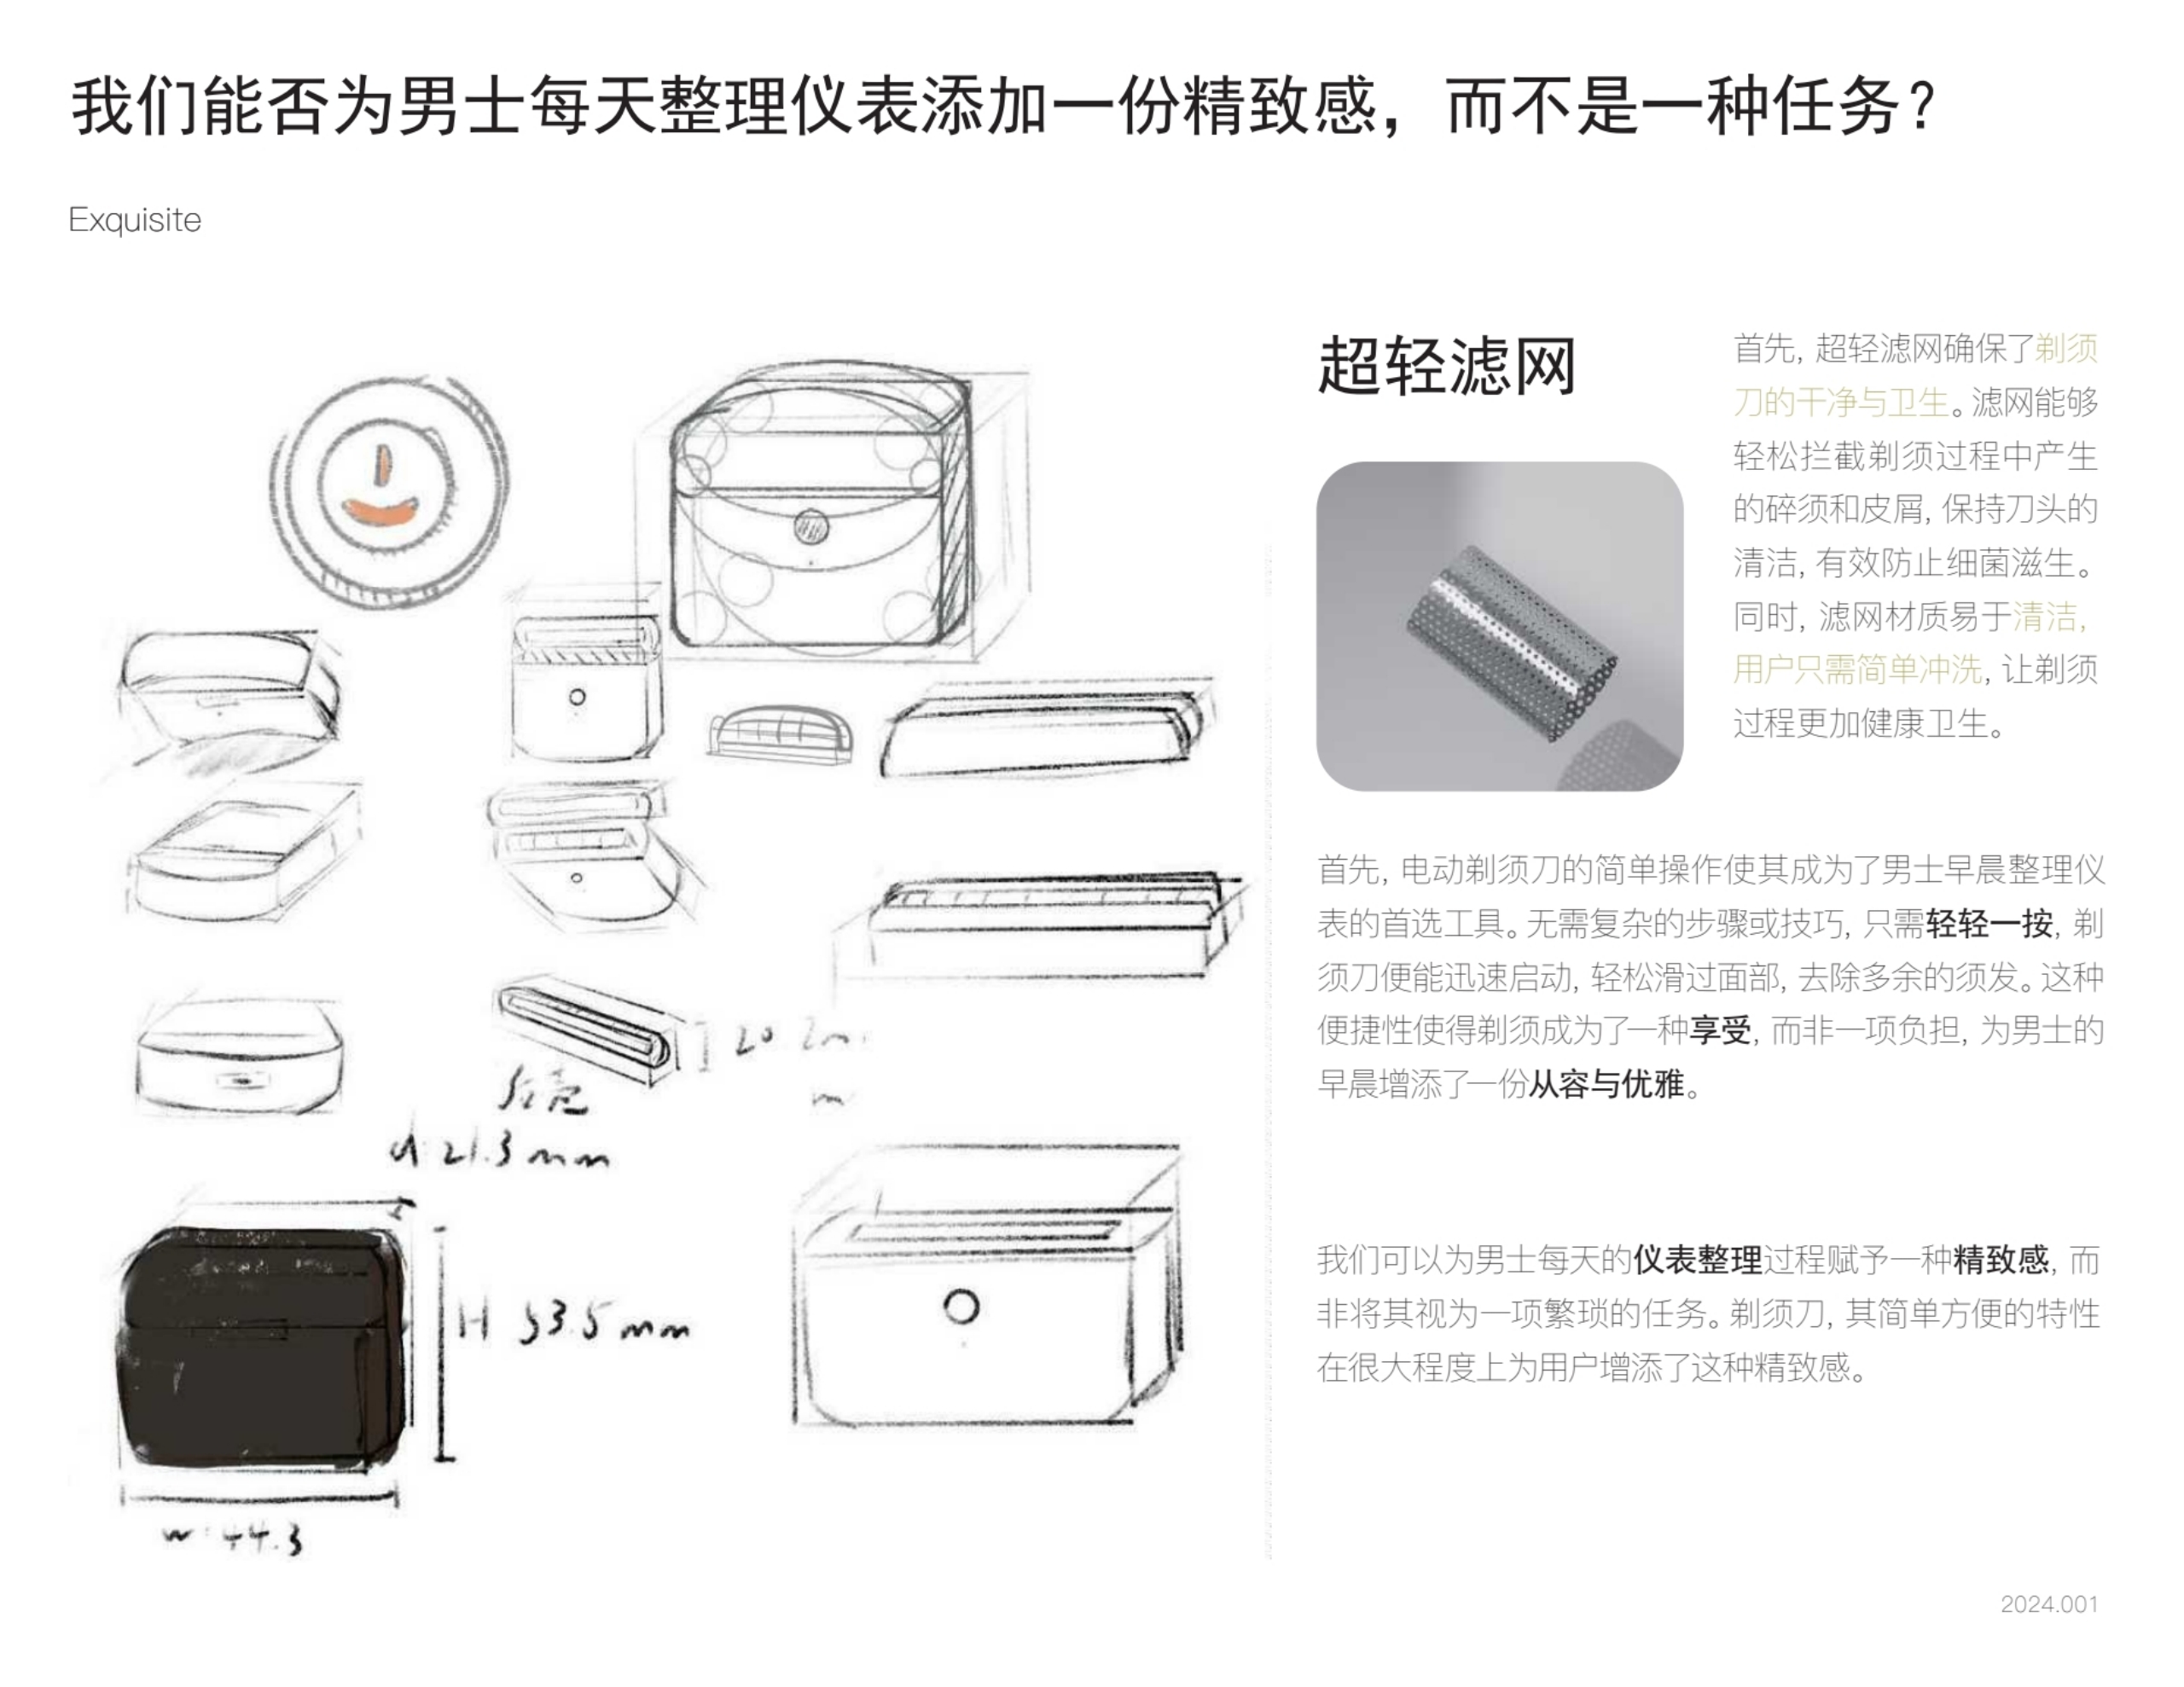 我们能否为男士每天整理仪表添加一份精致感，而不是一种任务？
Exquisite
超轻滤网
首先, 超轻滤网确保了剃须
刀的干净与卫生。滤网能够
轻松拦截剃须过程中产生
的碎须和皮屑, 保持刀头的
清洁, 有效防止细菌滋生。
同时, 滤网材质易于清洁,
用户只需简单冲洗, 让剃须
过程更加健康卫生。
首先, 电动剃须刀的简单操作使其成为了男士早晨整理仪
表的首选工具。无需复杂的步骤或技巧, 只需轻轻一按, 剃
须刀便能迅速启动, 轻松滑过面部, 去除多余的须发。这种
便捷性使得剃须成为了一种享受, 而非一项负担, 为男士的
早晨增添了一份从容与优雅。
我们可以为男士每天的仪表整理过程赋予一种精致感, 而
非将其视为一项繁琐的任务。剃须刀, 其简单方便的特性
在很大程度上为用户增添了这种精致感。
d:21.3 mm
H 53.5 mm
w:44.3
2024.001